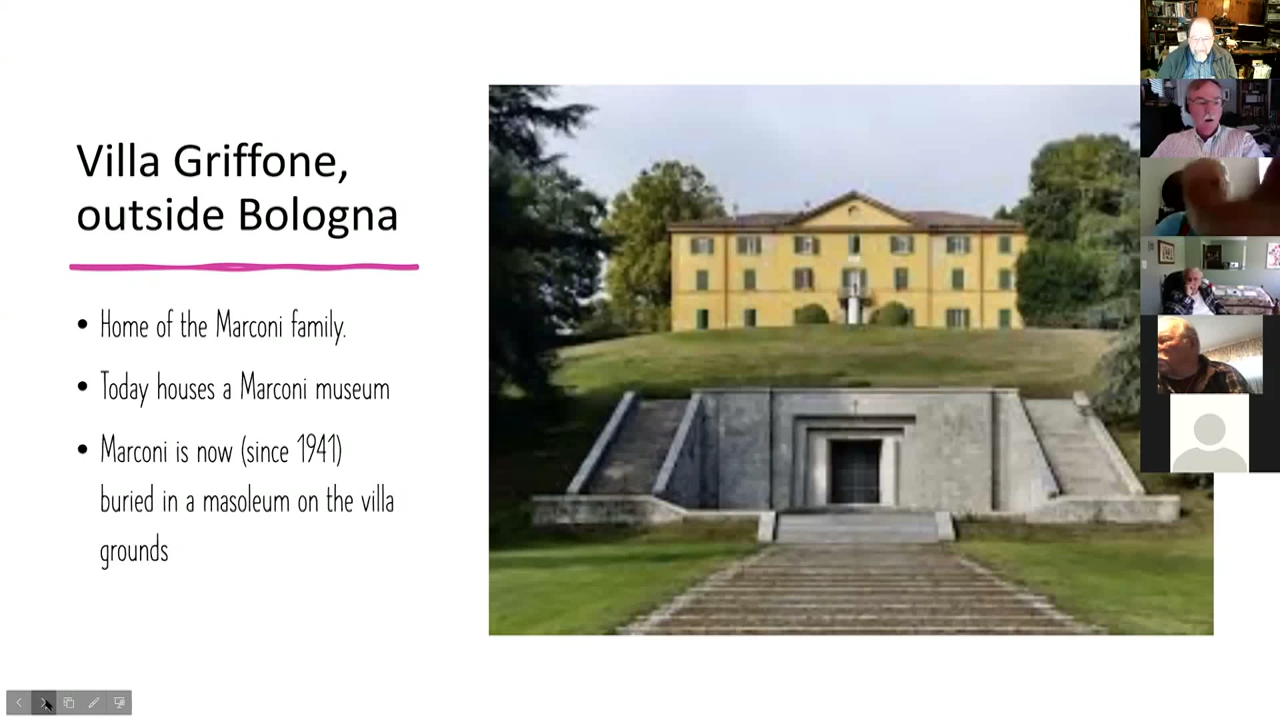 Villa Griffone,
outside Bologna
• Home of the Marconi family.
• Today houses a Marconi museum
• Marconi is now (since 1941)
buried in a masoleum on the villa
grounds